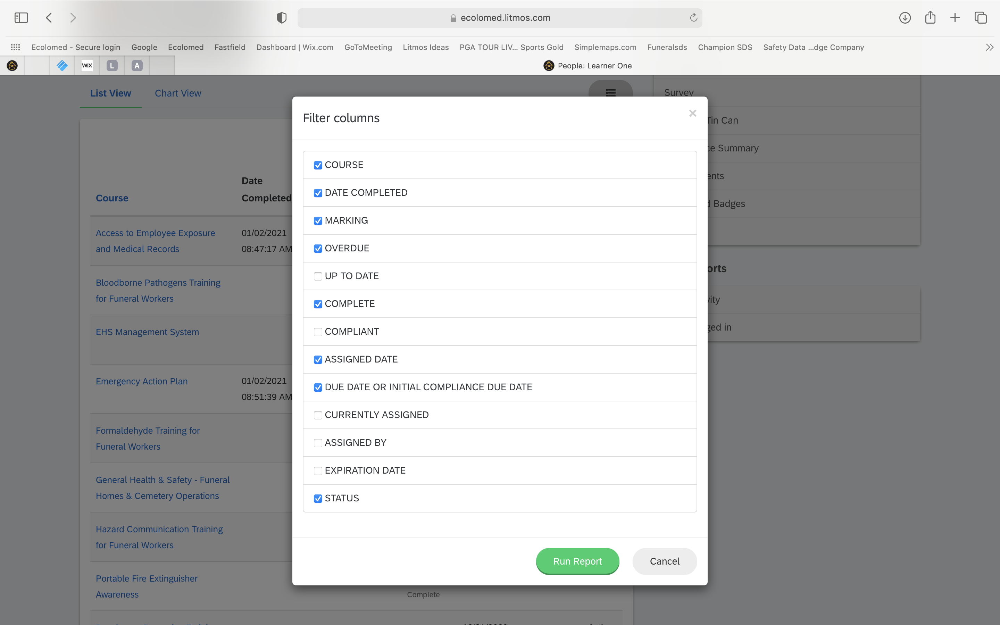 ecolomed.litmos.com
Ecolomed - Secure login Google Ecolomed Fastfield Dashboard | Wix.com GoToMeeting Litmos Ideas PGA TOUR LIV... Sports Gold Simplemaps.com Funeralsds Champion SDS Safety Data ...dge Company
WIX L A People: Learner One
List View Chart View
Survey
Filter columns
Tin Can
ce Summary
ents
d Badges
orts
vity
ged in
Date
Completed
Course
Access to Employee Exposure
and Medical Records
01/02/2021
08:47:17 AM
Bloodborne Pathogens Training
for Funeral Workers
EHS Management System
Emergency Action Plan
01/02/2021
08:51:39 AM
Formaldehyde Training for
Funeral Workers
General Health & Safety - Funeral
Homes & Cemetery Operations
Hazard Communication Training
for Funeral Workers
Portable Fire Extinguisher
Awareness
COURSE
DATE COMPLETED
MARKING
OVERDUE
UP TO DATE
COMPLETE
COMPLIANT
ASSIGNED DATE
DUE DATE OR INITIAL COMPLIANCE DUE DATE
CURRENTLY ASSIGNED
ASSIGNED BY
EXPIRATION DATE
STATUS
Run Report Cancel
Complete